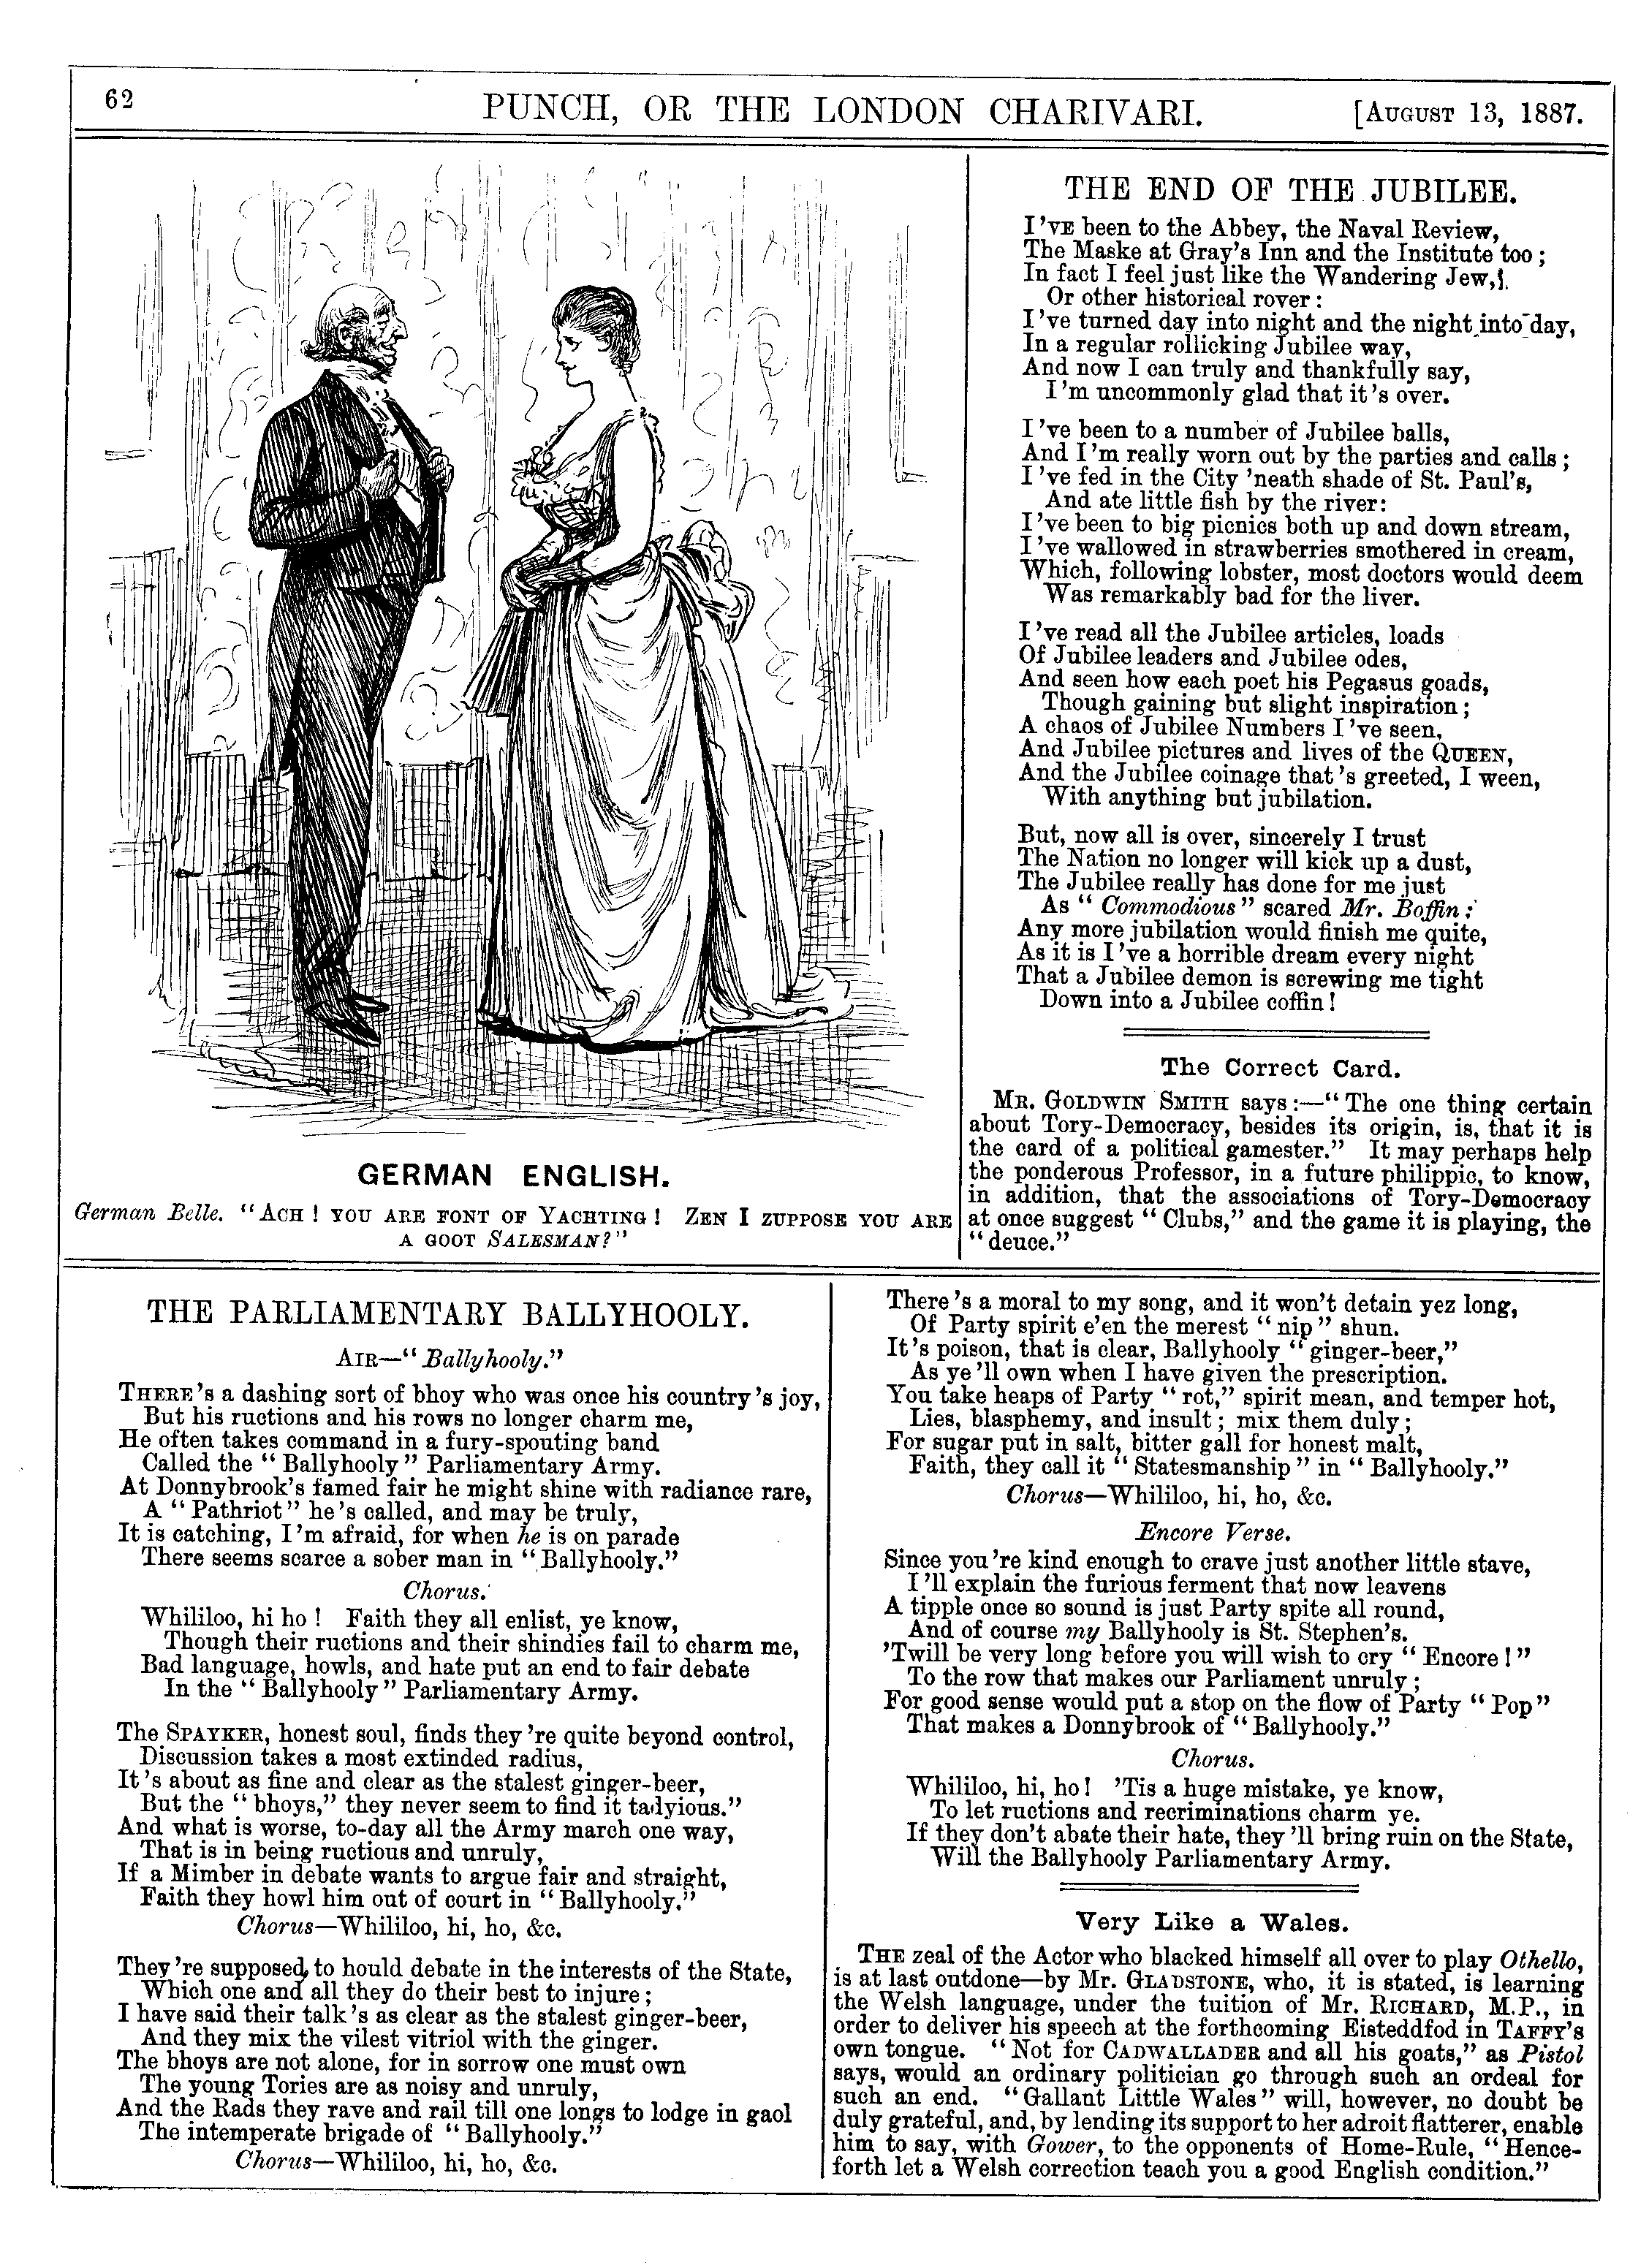 62
PUNCH, OR THE LONDON CHARIVARI.
[AUGUST 13, 1887.
GERMAN ENGLISH.
German Belle. "ACH! YOU ARE FONT OF YACHTING! ZEN I ZUPPOSE YOU ARE
A GOOT SALESMAN?"
THE END OF THE JUBILEE.
I'VE been to the Abbey, the Naval Review,
The Maske at Gray's Inn and the Institute too;
In fact I feel just like the Wandering Jew,
Or other historical rover:
I've turned day into night and the night into day,
In a regular rollicking Jubilee way,
And now I can truly and thankfully say,
I'm uncommonly glad that it's over.
I've been to a number of Jubilee balls,
And I'm really worn out by the parties and calls;
I've fed in the City 'neath shade of St. Paul's,
And ate little fish by the river:
I've been to big picnics both up and down stream,
I've wallowed in strawberries smothered in cream,
Which, following lobster, most doctors would deem
Was remarkably bad for the liver.
I've read all the Jubilee articles, loads
Of Jubilee leaders and Jubilee odes,
And seen how each poet his Pegasus goads,
Though gaining but slight inspiration;
A chaos of Jubilee Numbers I've seen,
And Jubilee pictures and lives of the QUEEN,
And the Jubilee coinage that's greeted, I ween,
With anything but jubilation.
But, now all is over, sincerely I trust
The Nation no longer will kick up a dust,
The Jubilee really has done for me just
As "Commodious" scared Mr. Boffin:
Any more jubilation would finish me quite,
As it is I've a horrible dream every night
That a Jubilee demon is screwing me tight
Down into a Jubilee coffin!
The Correct Card.
MR. GOLDWIN SMITH says:—"The one thing certain
about Tory-Democracy, besides its origin, is, that it is
the card of a political gamester." It may perhaps help
the ponderous Professor, in a future philippic, to know,
in addition, that the associations of Tory-Democracy
at once suggest "Clubs," and the game it is playing, the
"deuce."
THE PARLIAMENTARY BALLYHOOLY.
AIR—"Ballyhooly."
THERE's a dashing sort of bhoy who was once his country's joy,
But his ructions and his rows no longer charm me,
He often takes command in a fury-spouting band
Called the "Ballyhooly" Parliamentary Army.
At Donnybrook's famed fair he might shine with radiance rare,
A "Pathriot" he's called, and may be truly,
It is catching, I'm afraid, for when he is on parade
There seems scarce a sober man in "Ballyhooly."
Chorus.
Whililoo, hi ho! Faith they all enlist, ye know,
Though their ructions and their shindies fail to charm me,
Bad language, howls, and hate put an end to fair debate
In the "Ballyhooly" Parliamentary Army.
The SPAYKER, honest soul, finds they're quite beyond control,
Discussion takes a most extinded radius,
It's about as fine and clear as the stalest ginger-beer,
But the "bhoys," they never seem to find it tadyious."
And what is worse, to-day all the Army march one way,
That is in being ructious and unruly,
If a Mimber in debate wants to argue fair and straight,
Faith they howl him out of court in "Ballyhooly."
Chorus—Whililoo, hi, ho, &c.
They're supposed to hould debate in the interests of the State,
Which one and all they do their best to injure;
I have said their talk's as clear as the stalest ginger-beer,
And they mix the vilest vitriol with the ginger.
The bhoys are not alone, for in sorrow one must own
The young Tories are as noisy and unruly,
And the Rads they rave and rail till one longs to lodge in gaol
The intemperate brigade of "Ballyhooly."
Chorus—Whililoo, hi, ho, &c.
There's a moral to my song, and it won't detain yez long,
Of Party spirit e'en the merest "nip" shun.
It's poison, that is clear, Ballyhooly "ginger-beer,"
As ye'll own when I have given the prescription.
You take heaps of Party "rot," spirit mean, and temper hot,
Lies, blasphemy, and insult; mix them duly;
For sugar put in salt, bitter gall for honest malt,
Faith, they call it "Statesmanship" in "Ballyhooly."
Chorus—Whililoo, hi, ho, &c.
Encore Verse.
Since you're kind enough to crave just another little stave,
I'll explain the furious ferment that now leavens
A tipple once so sound is just Party spite all round,
And of course my Ballyhooly is St. Stephen's.
'Twill be very long before you will wish to cry "Encore!"
To the row that makes our Parliament unruly;
For good sense would put a stop on the flow of Party "Pop"
That makes a Donnybrook of "Ballyhooly."
Chorus.
Whililoo, hi, ho! 'Tis a huge mistake, ye know,
To let ructions and recriminations charm ye.
If they don't abate their hate, they'll bring ruin on the State,
Will the Ballyhooly Parliamentary Army.
Very Like a Wales.
THE zeal of the Actor who blacked himself all over to play Othello,
is at last outdone—by Mr. GLADSTONE, who, it is stated, is learning
the Welsh language, under the tuition of Mr. RICHARD, M.P., in
order to deliver his speech at the forthcoming Eisteddfod in TAFFY'S
own tongue. "Not for CADWALLADER and all his goats," as Pistol
says, would an ordinary politician go through such an ordeal for
such an end. "Gallant Little Wales" will, however, no doubt be
duly grateful, and, by lending its support to her adroit flatterer, enable
him to say, with Gower, to the opponents of Home-Rule, "Hence-
forth let a Welsh correction teach you a good English condition."